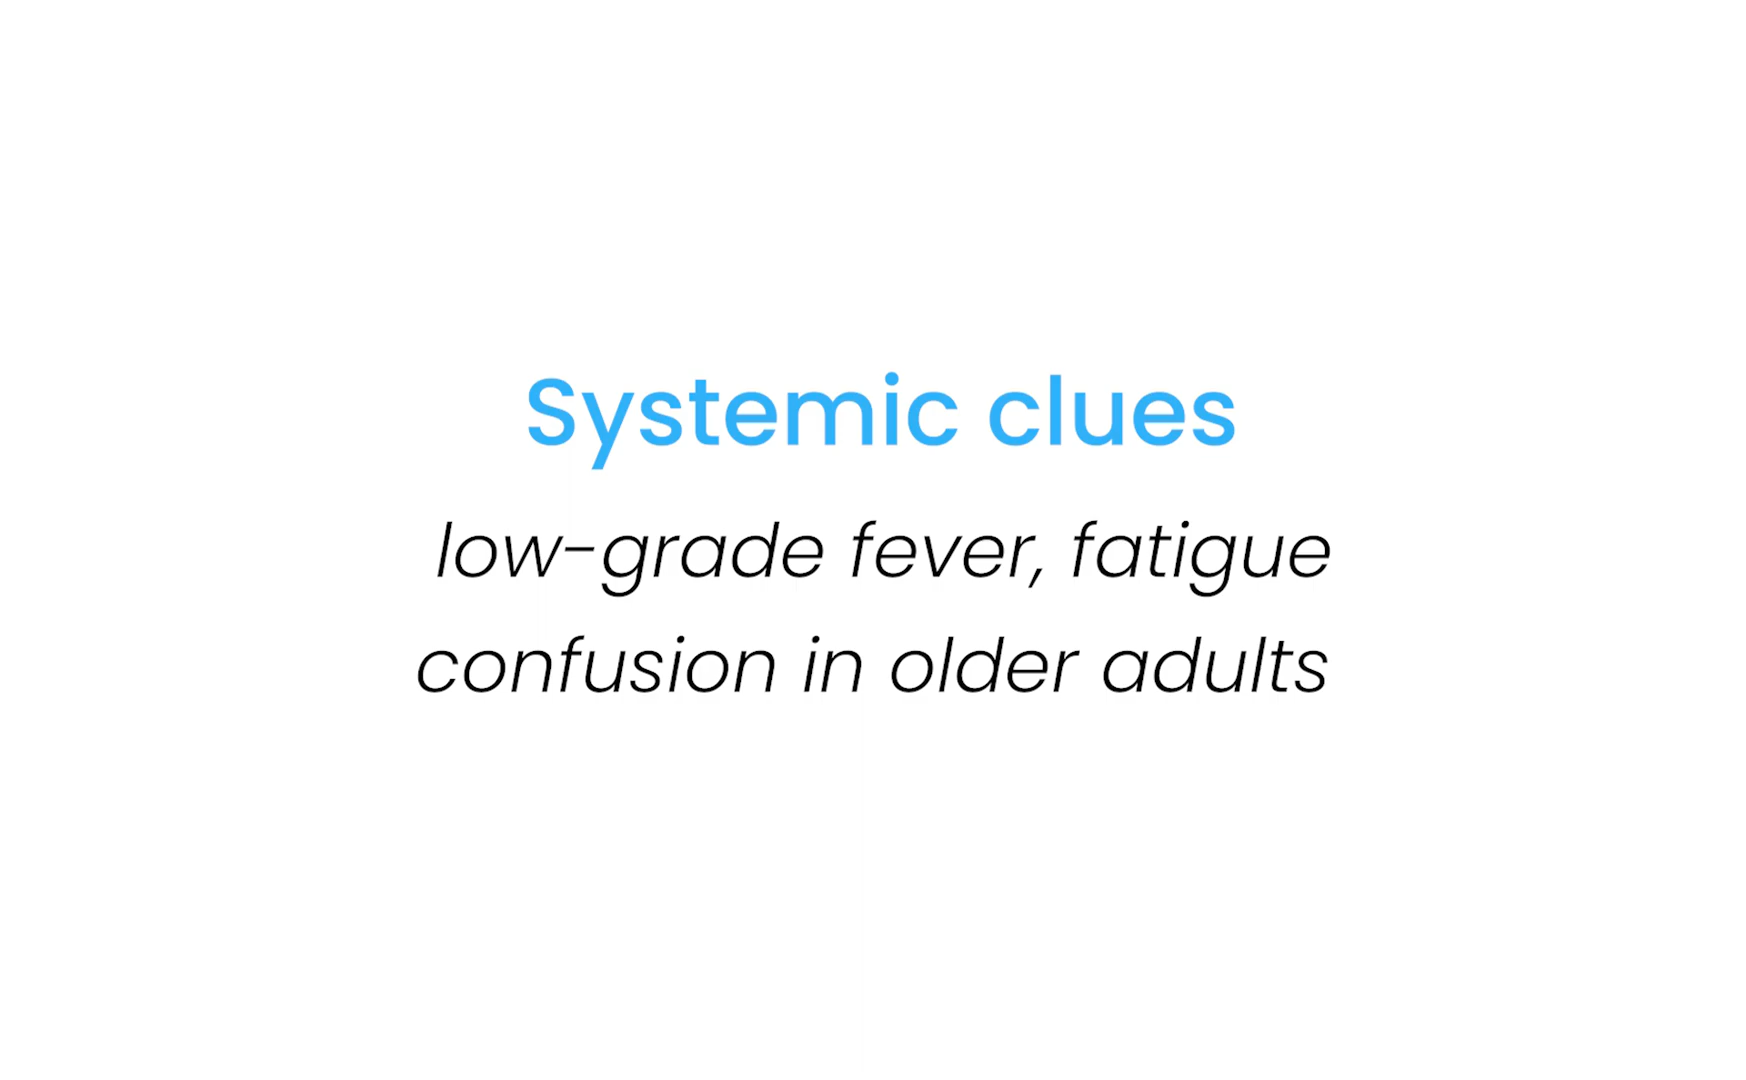 Systemic clues
low-grade fever, fatigue
confusion in older adults